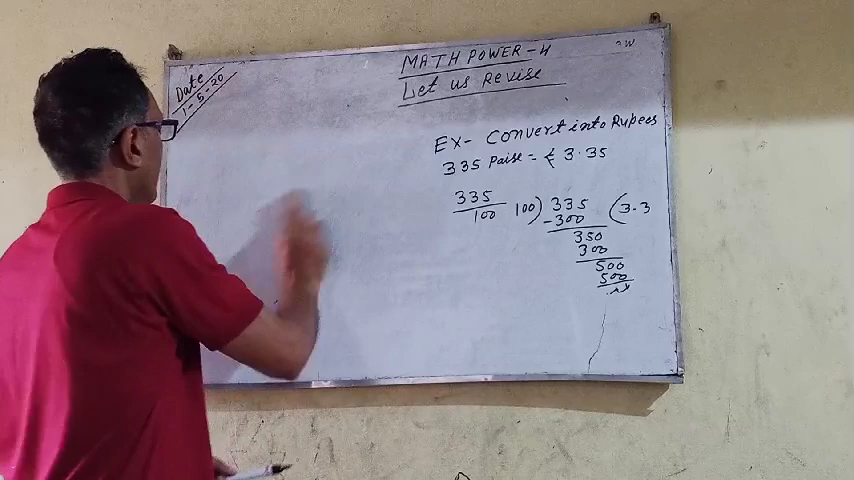 MATH POWER-4
Let us Revise
Date
1-5-20
EX- Convert into Rupees
335 Paise = ₹ 3.35
335
100
100) 335 (3.3
-300
350
300
500
500